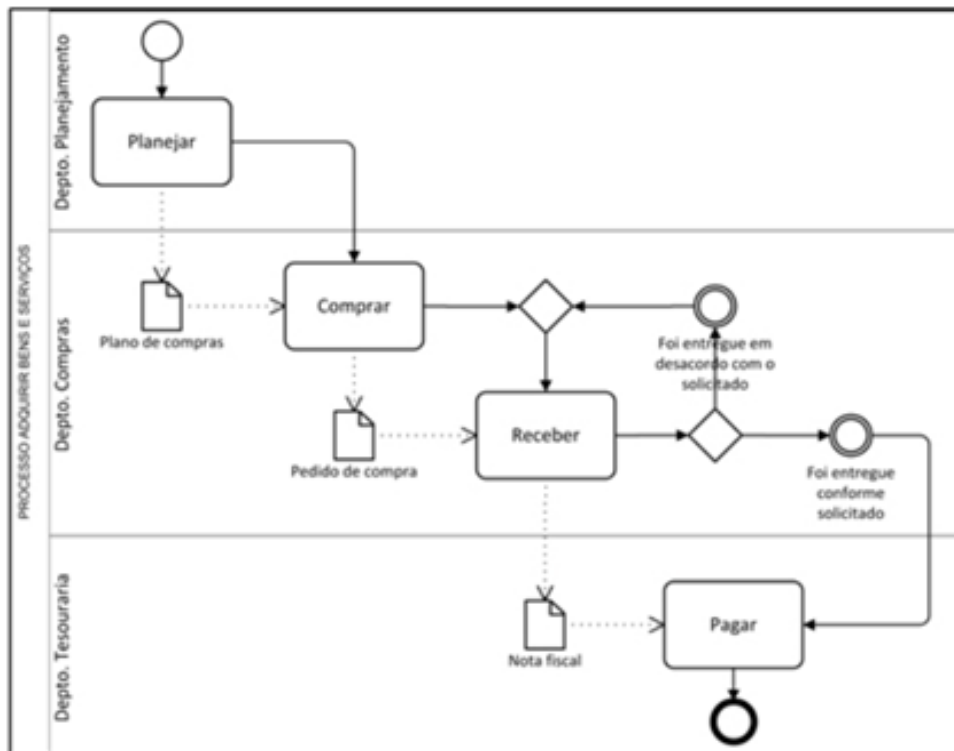 PROCESSO ADQUIRIR BENS E SERVIÇOS
Depto. Planejamento
Planejar
Depto. Compras
Plano de compras
Comprar
Foi entregue em
desacordo com o
solicitado
Pedido de compra
Receber
Foi entregue
conforme
solicitado
Depto. Tesouraria
Nota fiscal
Pagar